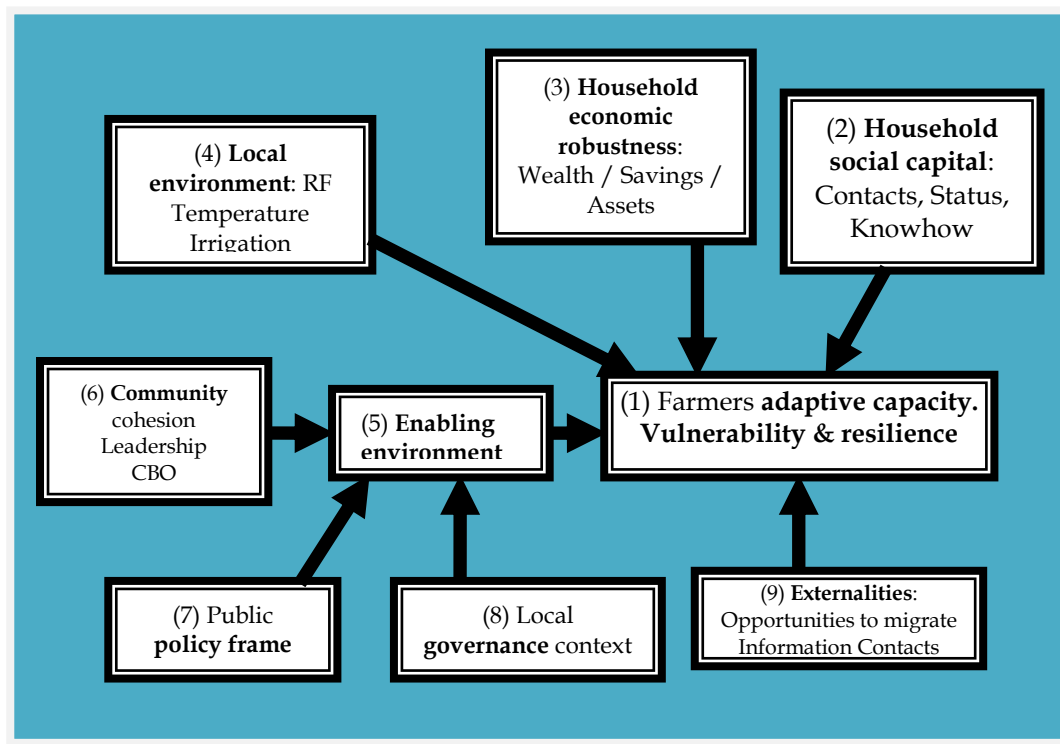 (3) Household
economic
robustness:
Wealth / Savings /
Assets
(2) Household
social capital:
Contacts, Status,
Knowhow
(4) Local
environment: RF
Temperature
Irrigation
(6) Community
cohesion
Leadership
CBO
(5) Enabling
environment
(1) Farmers adaptive capacity.
Vulnerability & resilience
(7) Public
policy frame
(8) Local
governance context
(9) Externalities:
Opportunities to migrate
Information Contacts